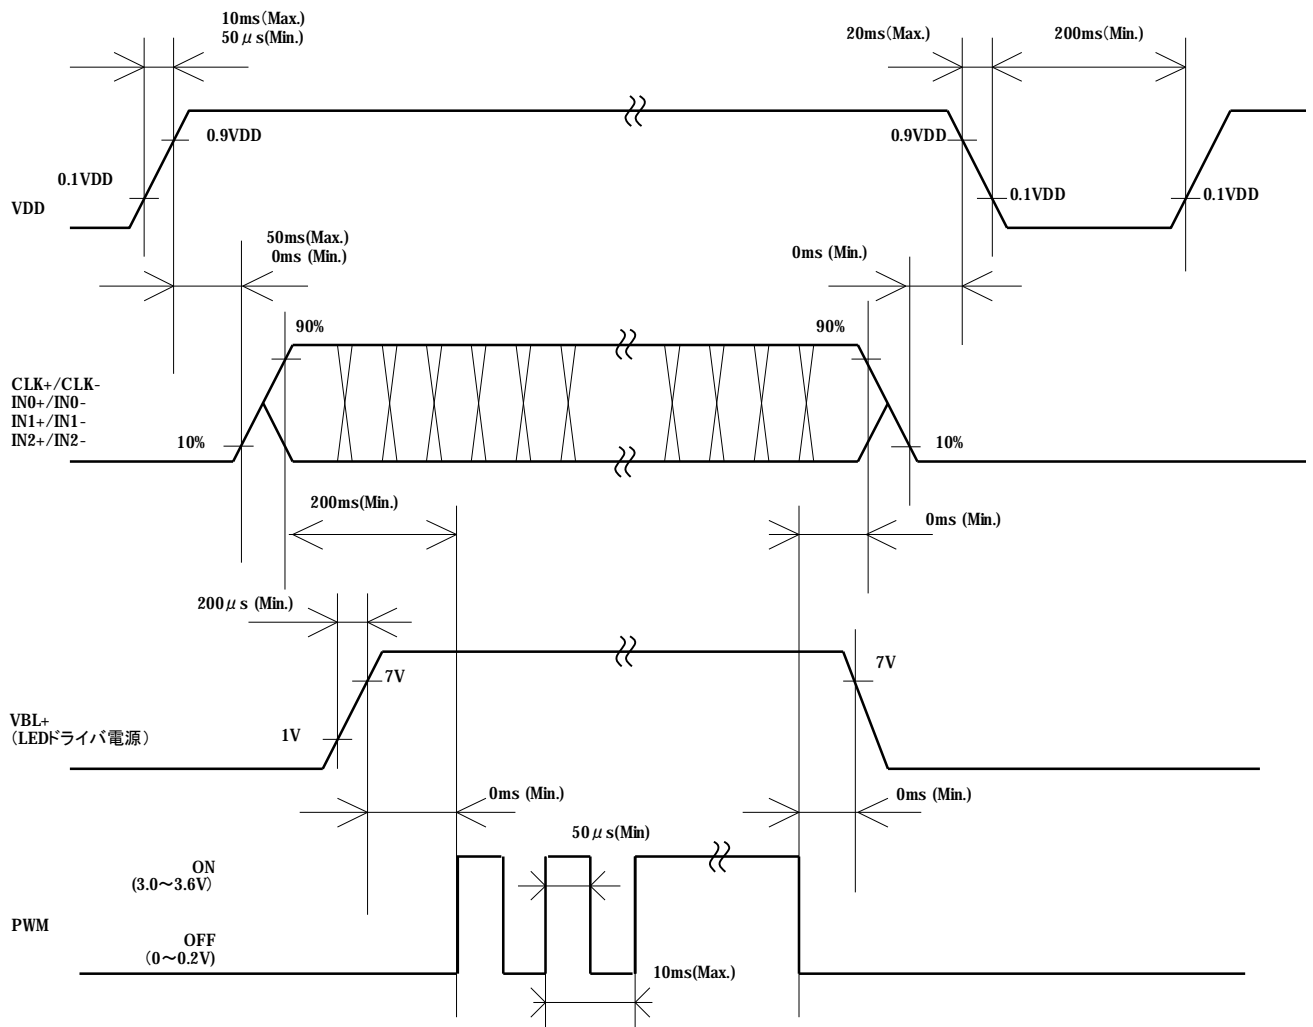 10ms(Max.)
50μs(Min.)
20ms(Max.)
200ms(Min.)
0.9VDD
0.9VDD
0.1VDD
0.1VDD
0.1VDD
VDD
50ms(Max.)
0ms (Min.)
0ms (Min.)
90%
90%
CLK+/CLK-
IN0+/IN0-
IN1+/IN1-
IN2+/IN2-
10%
10%
200ms(Min.)
0ms (Min.)
200μs (Min.)
7V
7V
VBL+
(LEDドライバ電源)
1V
0ms (Min.)
0ms (Min.)
50μs(Min)
ON
(3.0～3.6V)
PWM
OFF
(0～0.2V)
10ms(Max.)